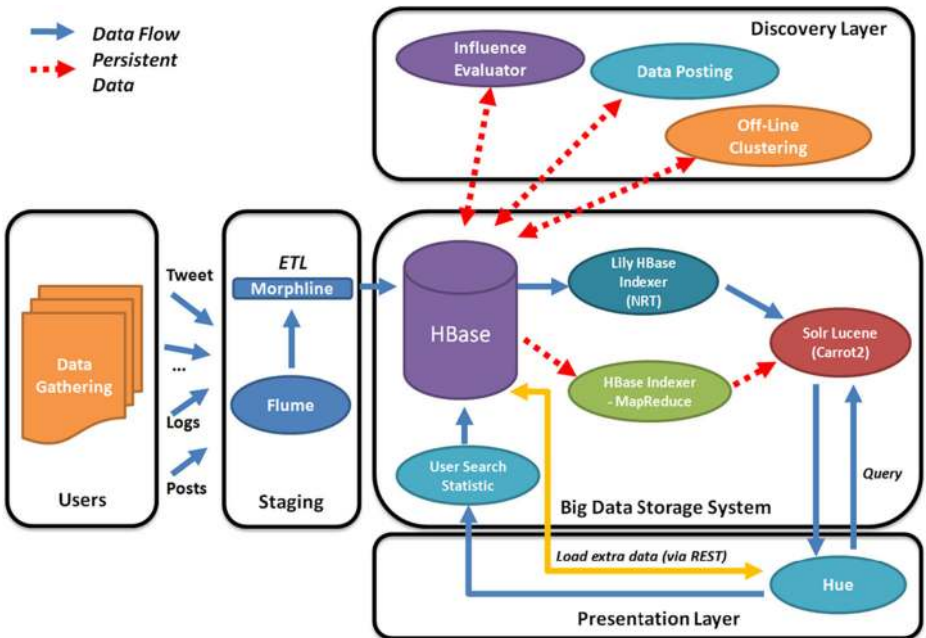 Data Flow
Persistent
Data
Discovery Layer
Influence
Evaluator
Data Posting
Off-Line
Clustering
Data
Gathering
Users
Tweet
...
Logs
Posts
ETL
Morphline
Flume
Staging
HBase
Lily HBase
Indexer
(NRT)
Solr Lucene
(Carrot2)
HBase Indexer
- MapReduce
User Search
Statistic
Query
Big Data Storage System
Load extra data (via REST)
Hue
Presentation Layer